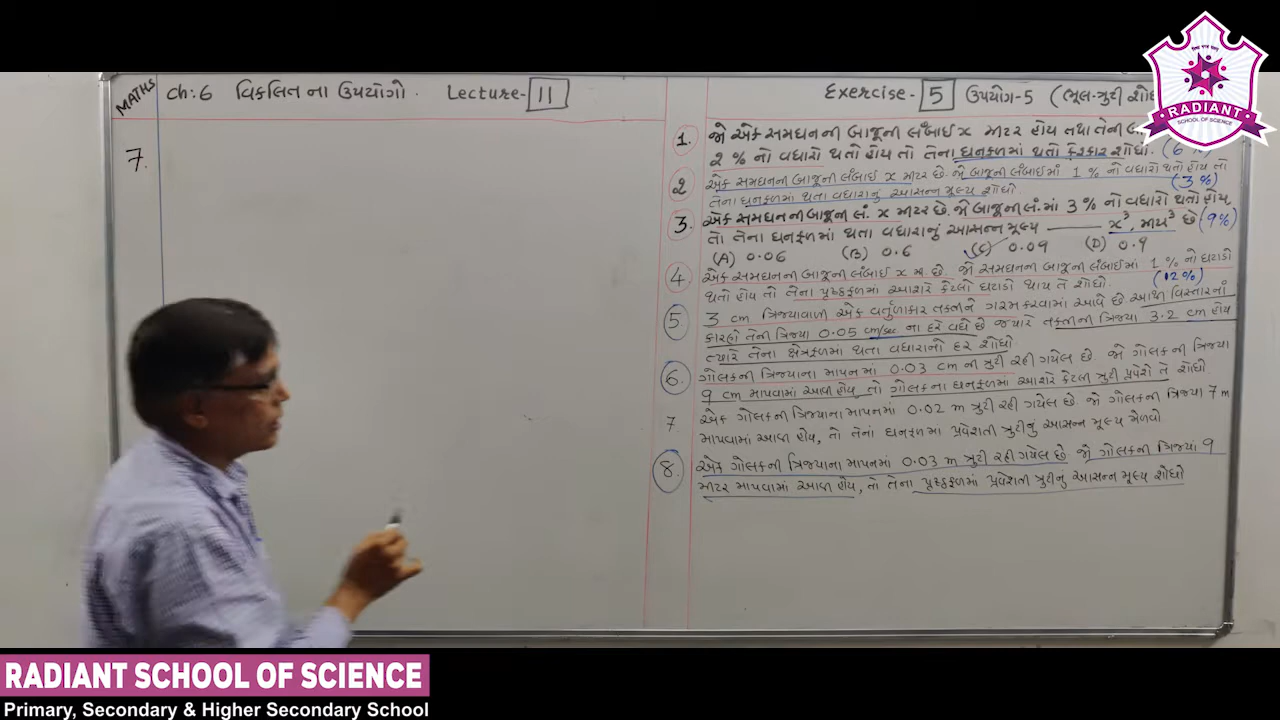 MATHS
ch:6 વિકલિત ના ઉપયોગો. Lecture-11
7.
Exercise-5 ઉપયોગ-5 (ભૂલ-ત્રુટી શોધ
1. જો એક સમઘનની બાજુની લંબાઈ x મીટર હોય તથા તેની લ
2 % નો વધારો થતો હોય તો તેના ઘનફળમાં થતો ફેરફાર શોધો. (6
2 એક સમઘનની બાજુની લંબાઈ x મીટર છે. જો બાજુની લંબાઈમાં 1 % નો વધારો થતો હોય તો
તેના ઘનફળમાં થતા વધારાનું આસન્ન મૂલ્ય શોધો (3 %)
3. એક સમઘનની બાજુની લં. x મીટર છે. જો બાજુની લં.માં 3 % નો વધારો થતો હોય
તો તેના ઘનફળમાં થતા વધારાનું આસન્ન મૂલ્ય ______ x³ મીટર³ છે (9%)
(A) 0.06 (B) 0.6 (C) 0.09 (D) 0.9
4. એક સમઘનની બાજુની લંબાઈ x મી. છે. જો સમઘનની બાજુની લંબાઈમાં 1 % નો ઘટાડો
થતો હોય તો તેના પૃષ્ઠફળમાં આશરે કેટલો ઘટાડો થાય તે શોધો. (12%)
5. 3 cm ત્રિજ્યાવાળી એક વર્તુળાકાર તકતીને ગરમ કરવામાં આવે છે આથી વિસ્તારનાં
કારણે તેની ત્રિજ્યા 0.05 cm/sec ના દરે વધે છે જ્યારે તકતીની ત્રિજ્યા 3.2 cm હોય
ત્યારે તેના ક્ષેત્રફળમાં થતા વધારાનો દર શોધો
6. ગોલકની ત્રિજ્યાના માપનમાં 0.03 cm ની ત્રુટી રહી ગયેલ છે. જો ગોલકની ત્રિજ્યા
9 cm માપવામાં આવી હોય, તો ગોલકના ઘનફળમાં આશરે કેટલી ત્રુટી પ્રવેશે તે શોધો.
7 એક ગોલકની ત્રિજ્યાના માપનમાં 0.02 m ત્રુટી રહી ગયેલ છે. જો ગોલકની ત્રિજ્યા 7 m
માપવામાં આવી હોય, તો તેનાં ઘનફળમા પ્રવેશતી ત્રુટીનું આસન્ન મૂલ્ય મેળવો
8. એક ગોલકની ત્રિજ્યાના માપનમાં 0.03 m ત્રુટી રહી ગયેલ છે. જો ગોલકની ત્રિજ્યાં 9
મીટર માપવામાં આવી હોય, તો તેના પૃષ્ઠફળમાં પ્રવેશતી ત્રુટીનું આસન્ન મૂલ્ય શોધો
RADIANT
SCHOOL OF SCIENCE
RADIANT SCHOOL OF SCIENCE
Primary, Secondary & Higher Secondary School